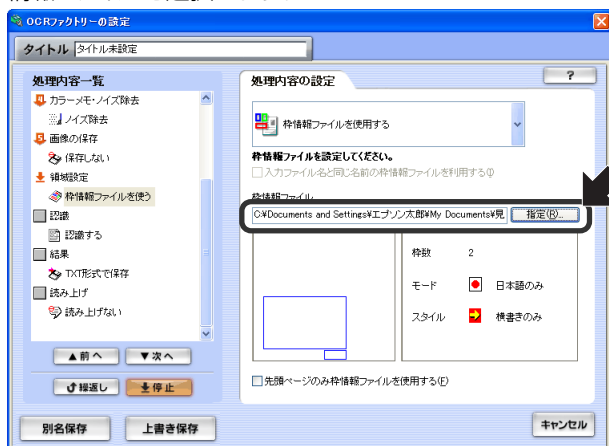 OCRファクトリーの設定
タイトル タイトル未設定
処理内容一覧
カラーメモ・ノイズ除去
ノイズ除去
画像の保存
保存しない
領域設定
枠情報ファイルを使う
認識
認識する
結果
TXT形式で保存
読み上げ
読み上げない
▲前へ ▼次へ
繰返し 停止
別名保存 上書き保存
処理内容の設定
?
枠情報ファイルを使用する
枠情報ファイルを設定してください。
入力ファイル名と同じ名前の枠情報ファイルを利用する
枠情報ファイル
C:¥Documents and Settings¥エプソン太郎¥My Documents¥見 指定(R)...
枠数 2
モード 日本語のみ
スタイル 横書きのみ
先頭ページのみ枠情報ファイルを使用する(F)
キャンセル